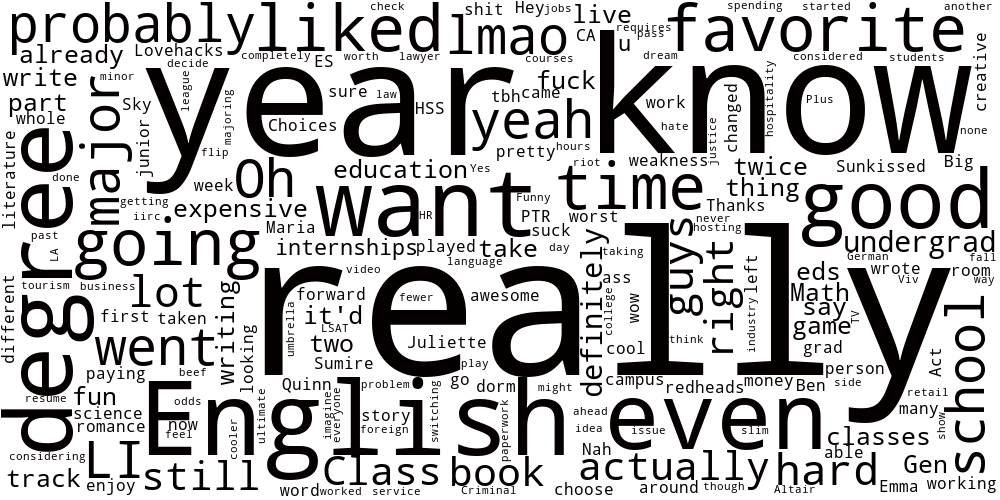 probably liked lmao shit Hey jobs live check favorite spending started another
already Lovehacks completely ES worth lawyer CA u requires pass dream considered students
write decide year sure law HSS tbh came fuck know work creative
part Sky league majoring Choices yeah courses hate changed hospitality Plus none
whole minor major junior flip pretty hours riot weakness justice twice Sunkissed Big
literature done degree week Oh education Yes want time thing good
getting iirc expensive Funny HR PTR worst suck Thanks never hosting
past LA going Maria internships played take day definitely taking guys right left undergrad
tourism business lot language video really ass college wow eds German wrote fall room way
different first taken writing umbrella forward fewer awesome it'd LSAT industry Math say Viv
went looking two Juliette cool think game Tv grad
paying beef Sumire play person Act school
resume fun Quinn problem go dorm might campus redheads money Ben side retail
science odds English imagine everyone story foreign switching ahead even many show
romance now feel cooler ultimate paperwork idea issue slim classes
considering LI Nah able
track enjoy still Class book actually hard Gen
word worked service Criminal choose around though Altair Emma working